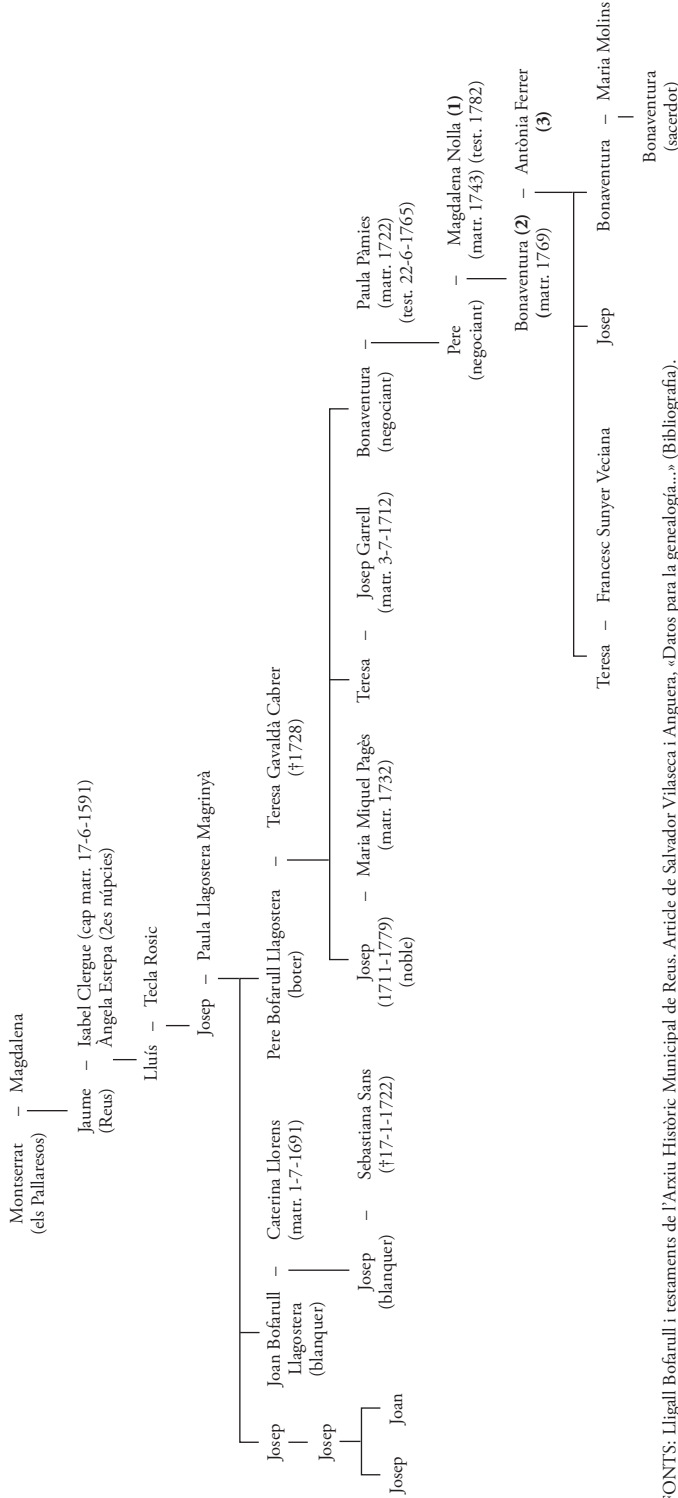 Montserrat – Magdalena
(els Pallaresos)
Jaume – Isabel Clergue (cap matr. 17-6-1591)
(Reus) Àngela Estepa (2es núpcies)
Lluís – Tecla Rosic
Josep – Paula Llagostera Magrinyà
Josep
Joan Bofarull – Caterina Llorens
Llagostera (matr. 1-7-1691)
(blanquer)
Pere Bofarull Llagostera – Teresa Gavaldà Cabrer
(boter) (†1728)
Josep
Josep – Sebastiana Sans
(blanquer) (†17-1-1722)
Josep – Maria Miquel Pagès
(1711-1779) (matr. 1732)
(noble)
Teresa – Josep Garrell
(matr. 3-7-1712)
Bonaventura – Paula Pàmies
(negociant) (matr. 1722)
(test. 22-6-1765)
Josep Joan
Pere – Magdalena Nolla (1)
(negociant) (matr. 1743) (test. 1782)
Bonaventura (2) – Antònia Ferrer
(matr. 1769) (3)
Teresa – Francesc Sunyer Veciana
Josep
Bonaventura – Maria Molins
Bonaventura
(sacerdot)
FONTS: Lligall Bofarull i testaments de l'Arxiu Històric Municipal de Reus. Article de Salvador Vilaseca i Anguera, «Datos para la genealogía...» (Bibliografia).